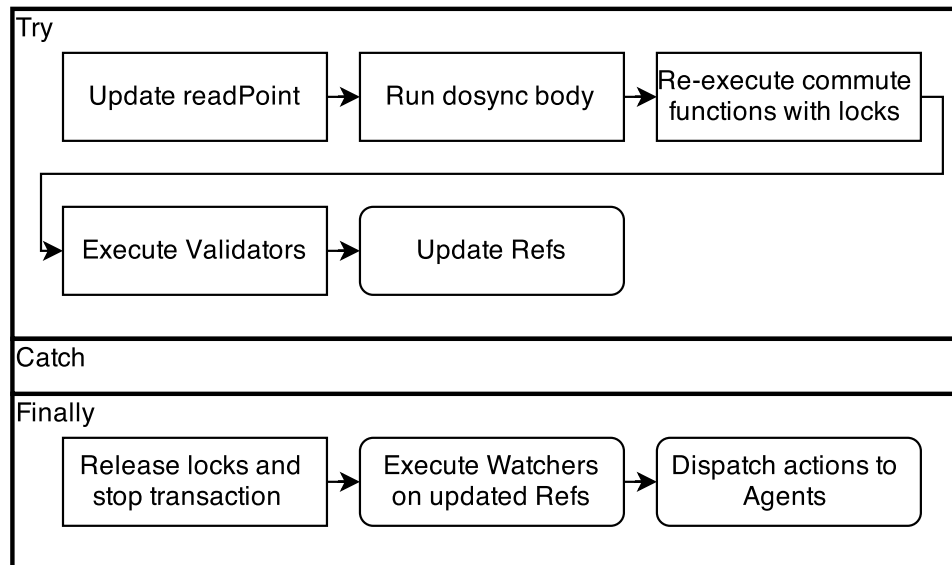 Try
Update readPoint
Run dosync body
Re-execute commute
functions with locks
Execute Validators
Update Refs
Catch
Finally
Release locks and
stop transaction
Execute Watchers
on updated Refs
Dispatch actions to
Agents